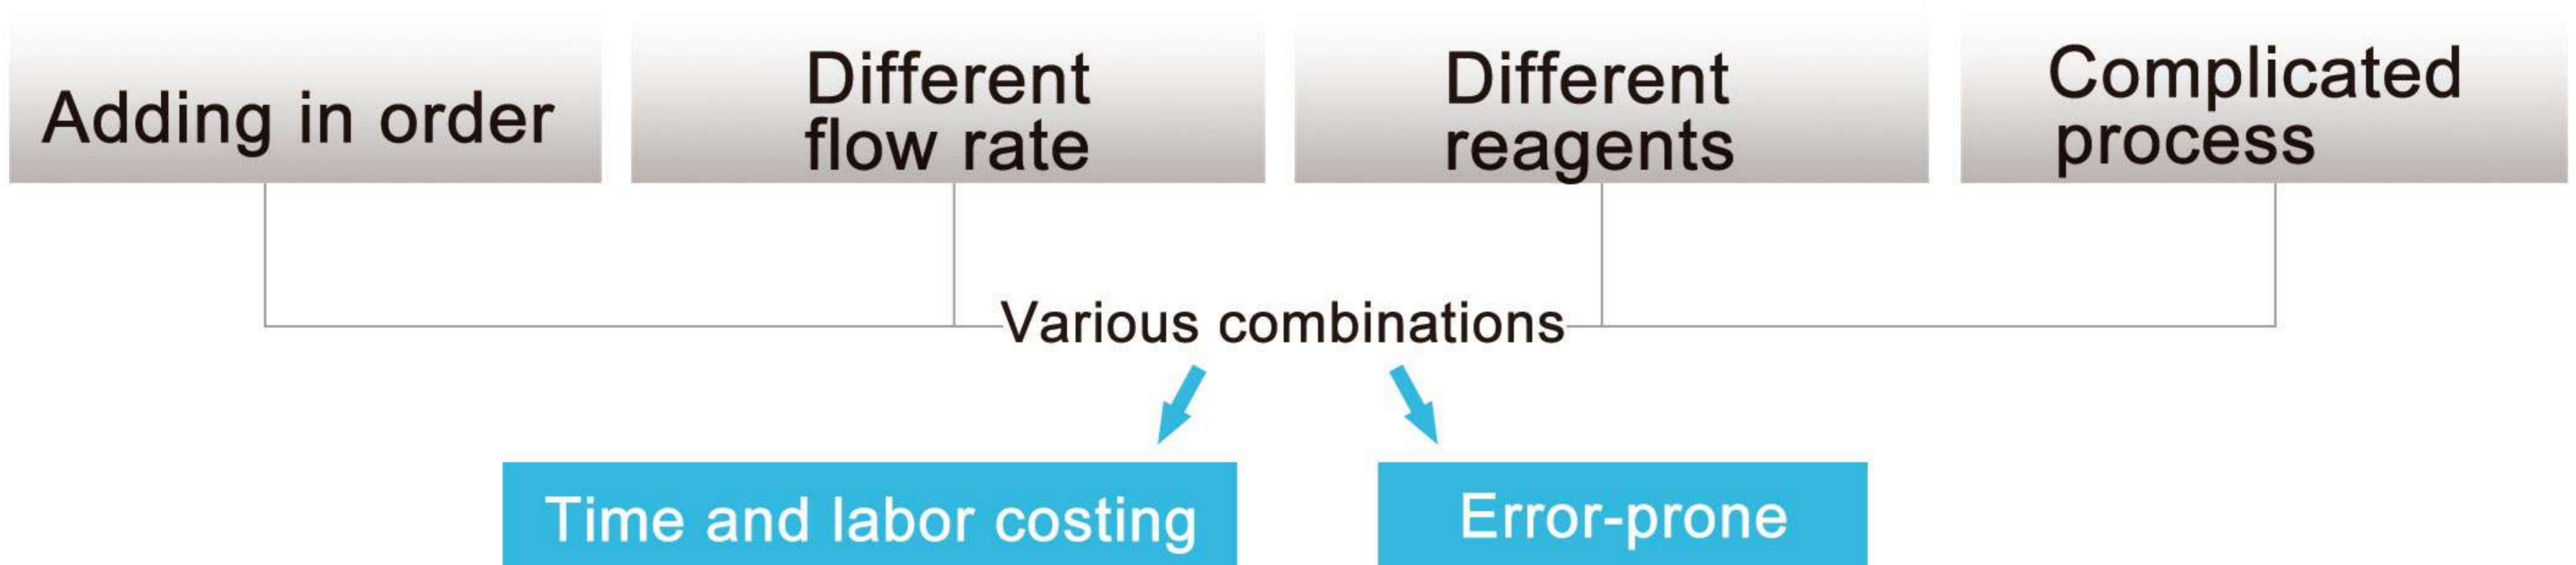 Adding in order
Different
flow rate
Different
reagents
Complicated
process
Various combinations
Time and labor costing
Error-prone